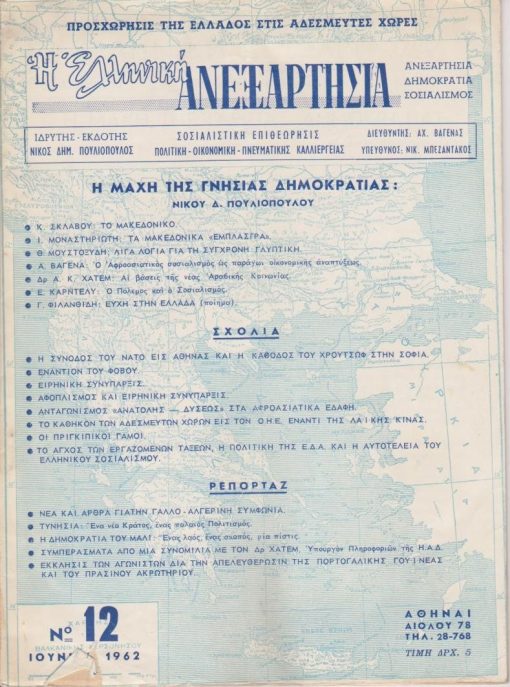 ΠΡΟΣΧΩΡΗΣΙΣ ΤΗΣ ΕΛΛΑΔΟΣ ΣΤΙΣ ΑΔΕΣΜΕΥΤΕΣ ΧΩΡΕΣ
Ἡ Ἑλληνική
ΑΝΕΞΑΡΤΗΣΙΑ
ΑΝΕΞΑΡΤΗΣΙΑ
ΔΗΜΟΚΡΑΤΙΑ
ΣΟΣΙΑΛΙΣΜΟΣ
ΙΔΡΥΤΗΣ - ΕΚΔΟΤΗΣ
ΝΙΚΟΣ ΔΗΜ. ΠΟΥΛΙΟΠΟΥΛΟΣ
ΣΟΣΙΑΛΙΣΤΙΚΗ ΕΠΙΘΕΩΡΗΣΙΣ
ΠΟΛΙΤΙΚΗ - ΟΙΚΟΝΟΜΙΚΗ - ΠΝΕΥΜΑΤΙΚΗΣ ΚΑΛΛΙΕΡΓΕΙΑΣ
ΔΙΕΥΘΥΝΤΗΣ: ΑΧ. ΒΑΓΕΝΑΣ
ΥΠΕΥΘΥΝΟΣ: ΝΙΚ. ΜΠΕΖΑΝΤΑΚΟΣ
Η ΜΑΧΗ ΤΗΣ ΓΝΗΣΙΑΣ ΔΗΜΟΚΡΑΤΙΑΣ:
ΝΙΚΟΥ Δ. ΠΟΥΛΙΟΠΟΥΛΟΥ
Κ. ΣΚΛΑΒΟΥ: ΤΟ ΜΑΚΕΔΟΝΙΚΟ.
Ι. ΜΟΝΑΣΤΗΡΙΩΤΗ: ΤΑ ΜΑΚΕΔΟΝΙΚΑ «ΕΜΠΛΑΣΤΡΑ».
Θ. ΜΟΥΣΤΟΞΥΔΗ: ΛΙΓΑ ΛΟΓΙΑ ΓΙΑ ΤΗ ΣΥΓΧΡΟΝΗ ΓΛΥΠΤΙΚΗ.
Α. ΒΑΓΕΝΑ: Ὁ Ἀφροασιατικὸς σοσιαλισμὸς ὡς παράγων οἰκονομικῆς ἀναπτύξεως.
Δρ Α. Κ. ΧΑΤΕΜ: Αἱ βάσεις τῆς νέας Ἀραβικῆς Κοινωνίας.
Ε. ΚΑΡΝΤΕΛΥ: Ὁ Πόλεμος καὶ ὁ Σοσιαλισμός.
Γ. ΦΙΛΑΝΘΙΔΗ: ΕΥΧΗ ΣΤΗΝ ΕΛΛΑΔΑ (ποίημα).
ΣΧΟΛΙΑ
Η ΣΥΝΟΔΟΣ ΤΟΥ ΝΑΤΟ ΕΙΣ ΑΘΗΝΑΣ ΚΑΙ Η ΚΑΘΟΔΟΣ ΤΟΥ ΧΡΟΥΤΣΩΦ ΣΤΗΝ ΣΟΦΙΑ.
ΕΝΑΝΤΙΟΝ ΤΟΥ ΦΟΒΟΥ.
ΕΙΡΗΝΙΚΗ ΣΥΝΥΠΑΡΞΙΣ.
ΑΦΟΠΛΙΣΜΟΣ ΚΑΙ ΕΙΡΗΝΙΚΗ ΣΥΝΥΠΑΡΞΙΣ.
ΑΝΤΑΓΩΝΙΣΜΟΣ «ΑΝΑΤΟΛΗΣ — ΔΥΣΕΩΣ» ΣΤΑ ΑΦΡΟΑΣΙΑΤΙΚΑ ΕΔΑΦΗ.
ΤΟ ΚΑΘΗΚΟΝ ΤΩΝ ΑΔΕΣΜΕΥΤΩΝ ΧΩΡΩΝ ΕΙΣ ΤΟΝ Ο.Η.Ε. ΕΝΑΝΤΙ ΤΗΣ ΛΑΪΚΗΣ ΚΙΝΑΣ.
ΟΙ ΠΡΙΓΚΙΠΙΚΟΙ ΓΑΜΟΙ.
ΤΟ ΑΓΧΟΣ ΤΩΝ ΕΡΓΑΖΟΜΕΝΩΝ ΤΑΞΕΩΝ, Η ΠΟΛΙΤΙΚΗ ΤΗΣ Ε.Δ.Α. ΚΑΙ Η ΑΥΤΟΤΕΛΕΙΑ ΤΟΥ
ΕΛΛΗΝΙΚΟΥ ΣΟΣΙΑΛΙΣΜΟΥ.
ΡΕΠΟΡΤΑΖ
ΝΕΑ ΚΑΙ ΑΡΘΡΑ ΓΙΑΤΗΝ ΓΑΛΛΟ - ΑΛΓΕΡΙΝΗ ΣΥΜΦΩΝΙΑ.
ΤΥΝΗΣΙΑ: Ἕνα νέο Κράτος, ἕνας παλαιὸς Πολιτισμός.
Η ΔΗΜΟΚΡΑΤΙΑ ΤΟΥ ΜΑΛΙ: Ἕνας λαός, ἕνας σκοπός, μία πίστις.
ΣΥΜΠΕΡΑΣΜΑΤΑ ΑΠΟ ΜΙΑ ΣΥΝΟΜΙΛΙΑ ΜΕ ΤΟΝ Δρ ΧΑΤΕΜ, Ὑπουργὸν Πληροφοριῶν τῆς Η.Α.Δ.
ΕΚΚΛΗΣΙΣ ΤΩΝ ΑΓΩΝΙΣΤΩΝ ΔΙΑ ΤΗΝ ΑΠΕΛΕΥΘΕΡΩΣΙΝ ΤΗΣ ΠΟΡΤΟΓΑΛΙΚΗΣ ΓΟΥΙΝΕΑΣ
ΚΑΙ ΤΟΥ ΠΡΑΣΙΝΟΥ ΑΚΡΩΤΗΡΙΟΥ.
Νο 12
1962
ΑΘΗΝΑΙ
ΑΙΟΛΟΥ 78
ΤΗΛ. 28-768
ΤΙΜΗ ΔΡΧ. 5